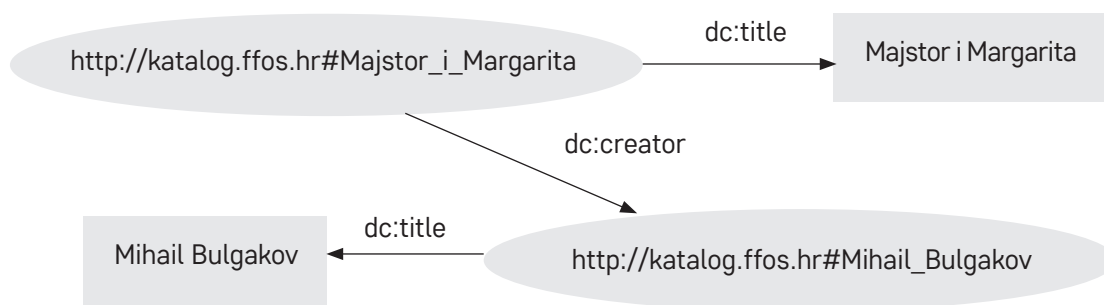 dc:title
http://katalog.ffos.hr#Majstor_i_Margarita
Majstor i Margarita
dc:creator
dc:title
Mihail Bulgakov
http://katalog.ffos.hr#Mihail_Bulgakov